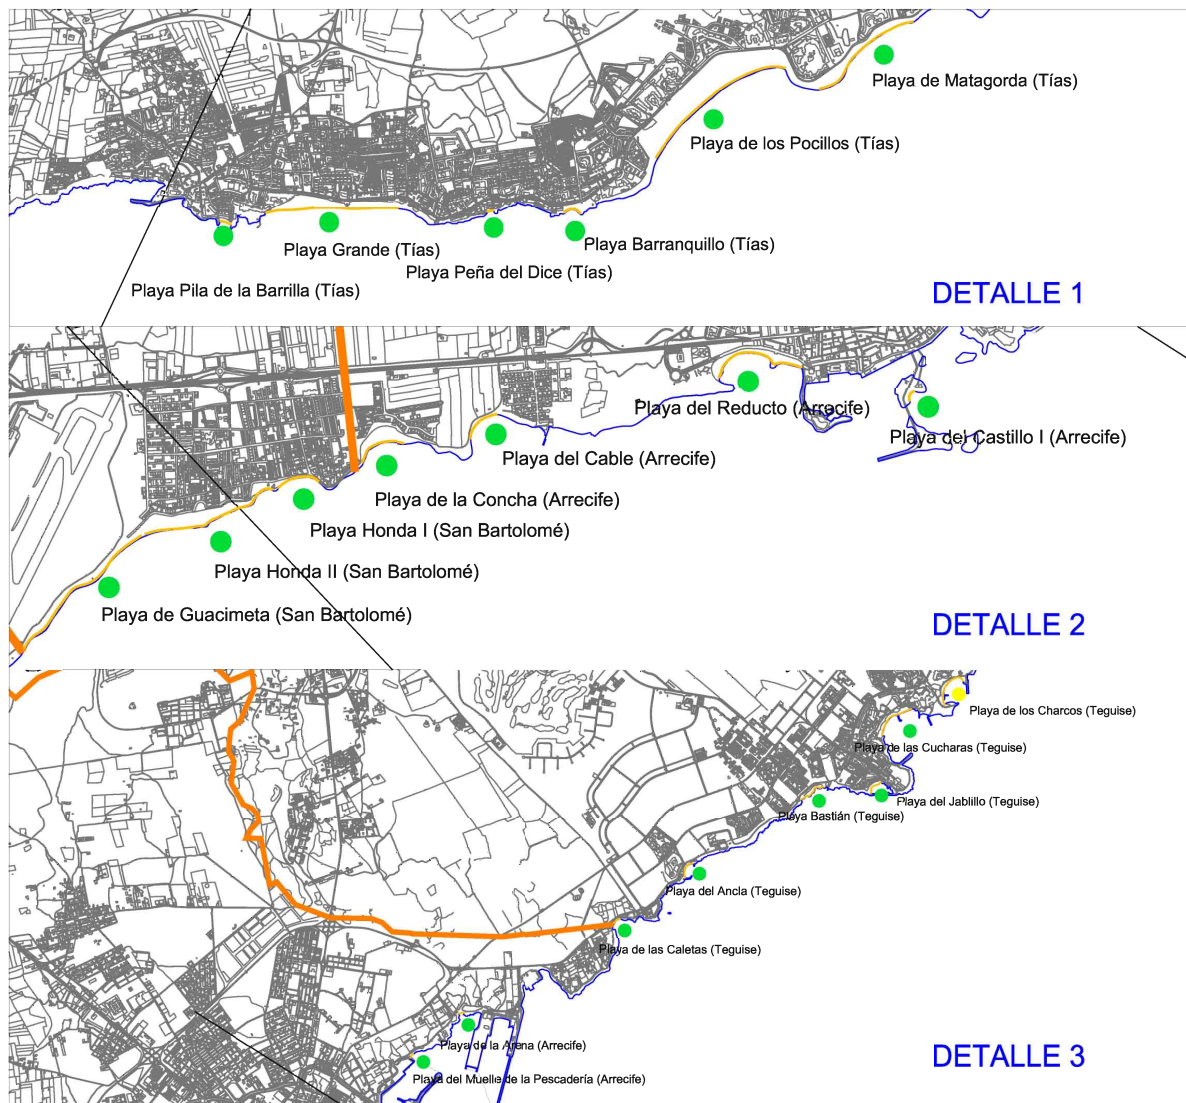 Playa de Matagorda (Tías)
Playa de los Pocillos (Tías)
Playa Barranquillo (Tías)
Playa Grande (Tías)
Playa Peña del Dice (Tías)
Playa Pila de la Barrilla (Tías)
DETALLE 1
Playa del Reducto (Arrecife)
Playa del Castillo I (Arrecife)
Playa del Cable (Arrecife)
Playa de la Concha (Arrecife)
Playa Honda I (San Bartolomé)
Playa Honda II (San Bartolomé)
Playa de Guacimeta (San Bartolomé)
DETALLE 2
Playa de los Charcos (Teguise)
Playa de las Cucharas (Teguise)
Playa del Jablillo (Teguise)
Playa Bastián (Teguise)
Playa del Ancla (Teguise)
Playa de las Caletas (Teguise)
Playa de la Arena (Arrecife)
Playa del Muelle de la Pescadería (Arrecife)
DETALLE 3